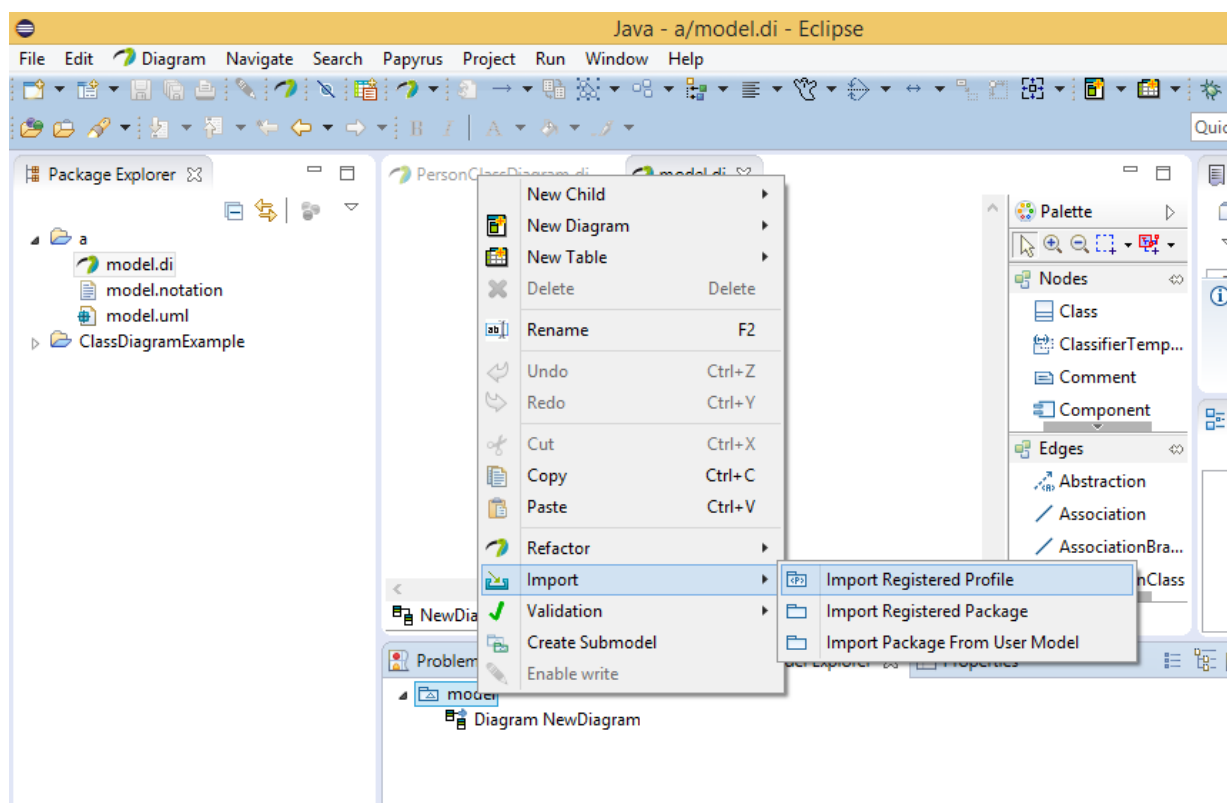 Java - a/model.di - Eclipse
File Edit Diagram Navigate Search Papyrus Project Run Window Help
B I A
Quic
Package Explorer
a
model.di
model.notation
model.uml
ClassDiagramExample
PersonClassDiagram.di
model.di
New Child
New Diagram
New Table
Delete Delete
Rename F2
Undo Ctrl+Z
Redo Ctrl+Y
Cut Ctrl+X
Copy Ctrl+C
Paste Ctrl+V
Refactor
Import
Validation
Create Submodel
Enable write
Import Registered Profile
Import Registered Package
Import Package From User Model
Palette
Nodes
Class
ClassifierTemp...
Comment
Component
Edges
Abstraction
Association
AssociationBra...
nClass
NewDia
Problem
Explorer
Properties
model
Diagram NewDiagram